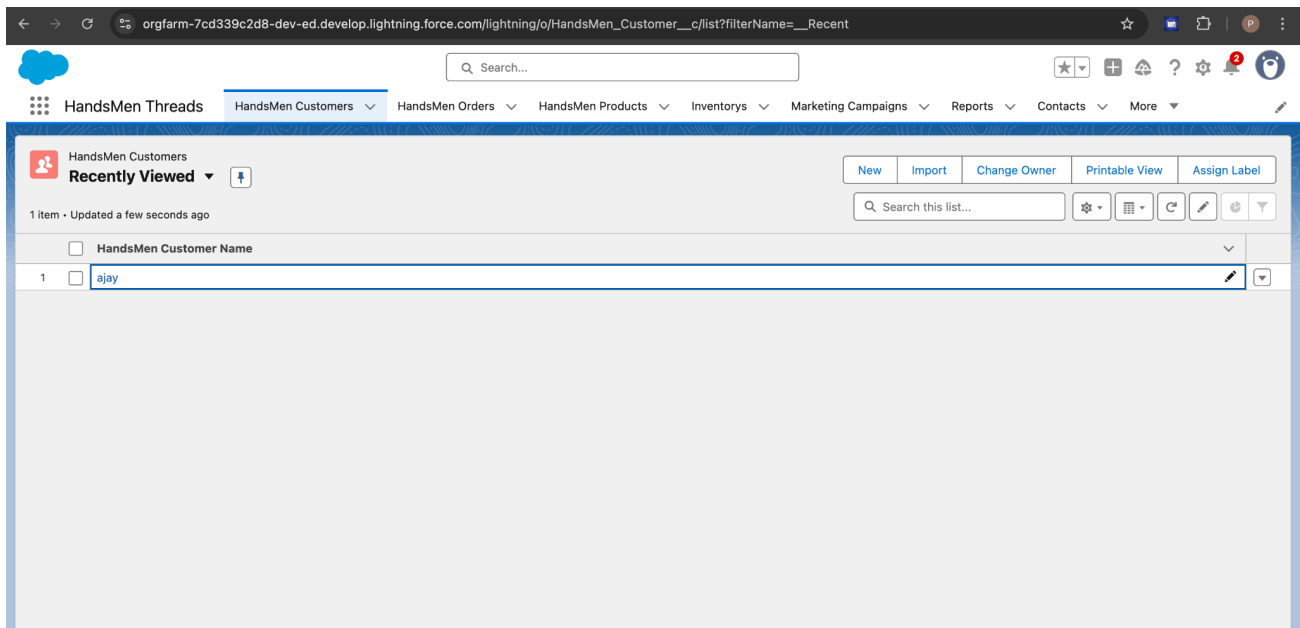 orgfarm-7cd339c2d8-dev-ed.develop.lightning.force.com/lightning/o/HandsMen_Customer__c/list?filterName=__Recent
P
Search...
2
HandsMen Threads HandsMen Customers HandsMen Orders HandsMen Products Inventorys Marketing Campaigns Reports Contacts More
HandsMen Customers
Recently Viewed
New Import Change Owner Printable View Assign Label
1 item • Updated a few seconds ago
Search this list...
HandsMen Customer Name
1 ajay